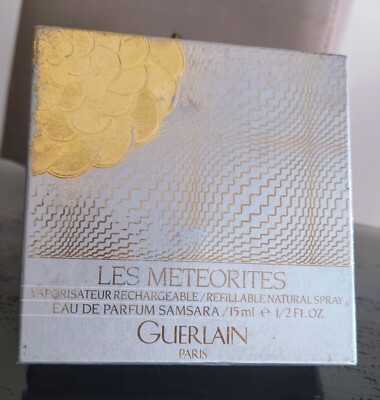 LES METEORITES
VAPORISATEUR RECHARGEABLE/REFILLABLE NATURAL SPRAY
EAU DE PARFUM SAMSARA/15 ml ℮ 1/2 FL.OZ
GUERLAIN
PARIS